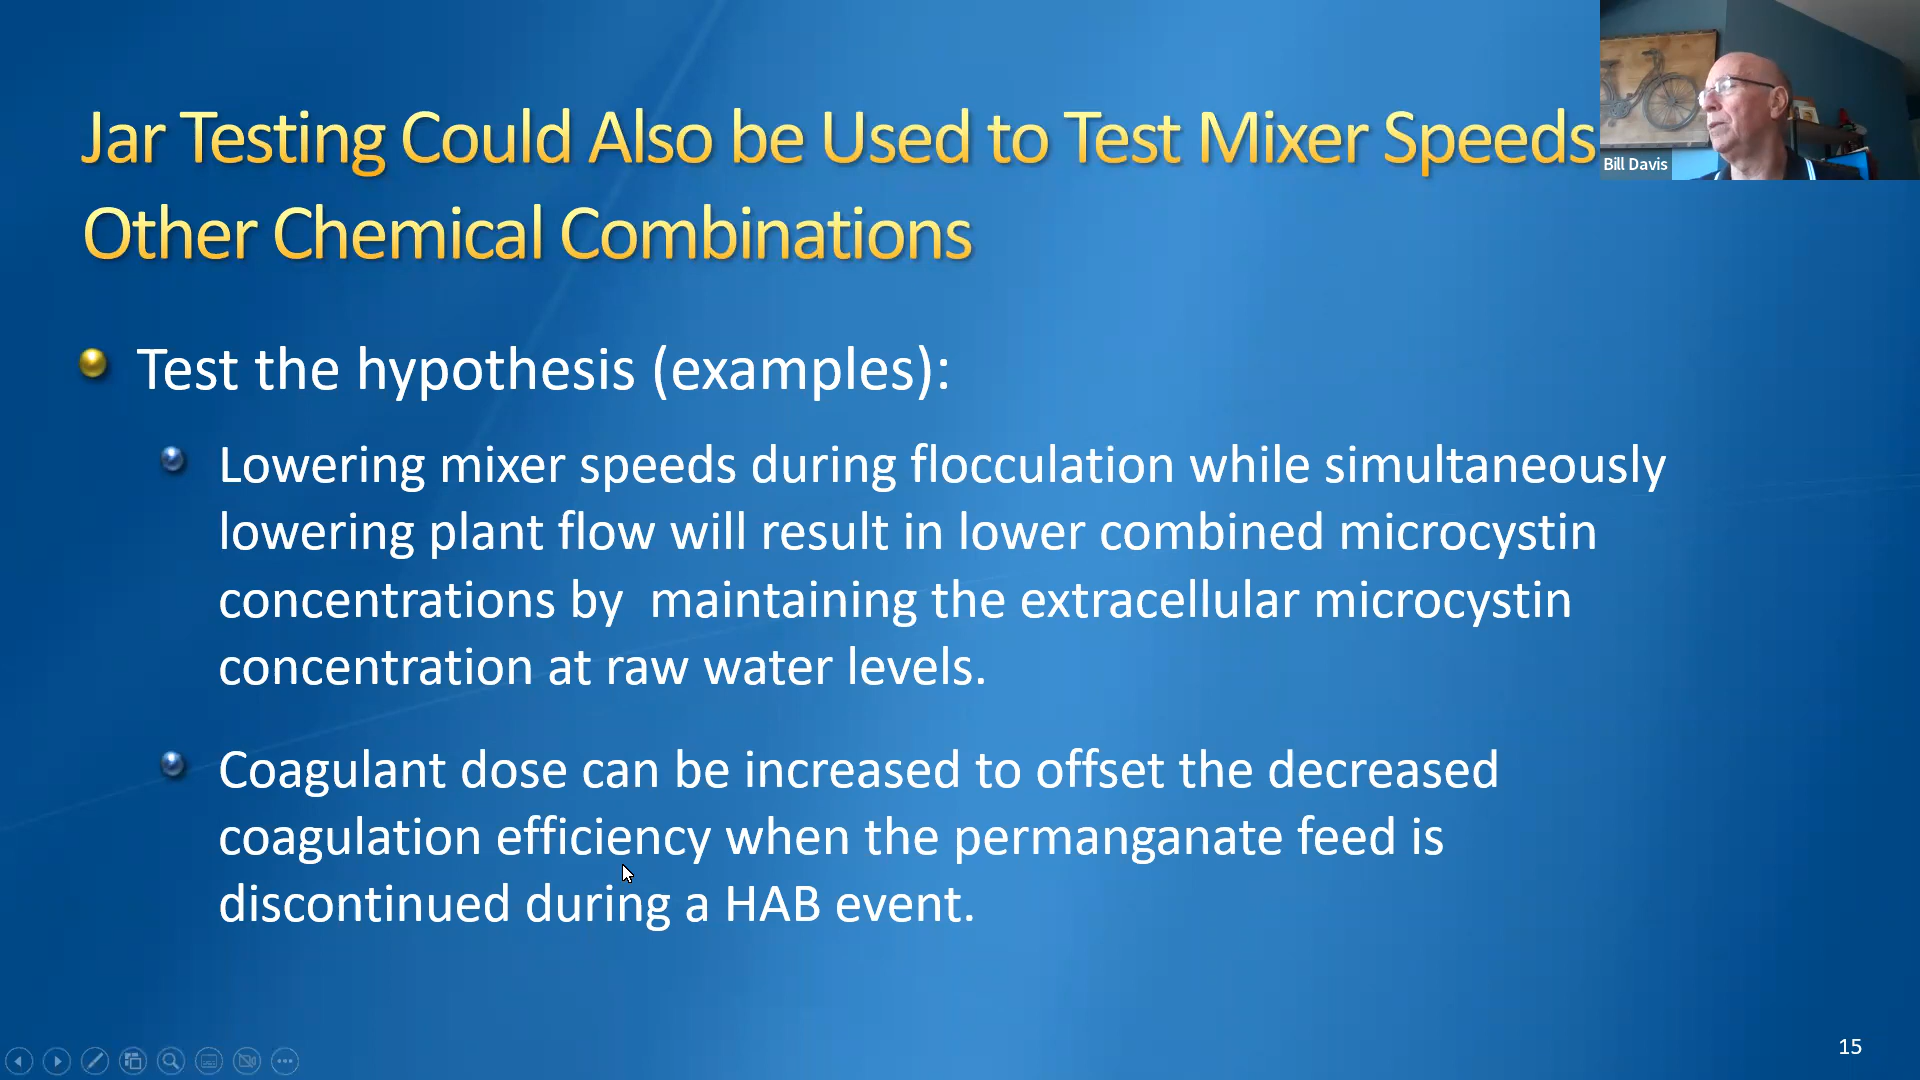 Jar Testing Could Also be Used to Test Mixer Speeds
Other Chemical Combinations
Bill Davis
Test the hypothesis (examples):
Lowering mixer speeds during flocculation while simultaneously
lowering plant flow will result in lower combined microcystin
concentrations by  maintaining the extracellular microcystin
concentration at raw water levels.
Coagulant dose can be increased to offset the decreased
coagulation efficiency when the permanganate feed is
discontinued during a HAB event.
15